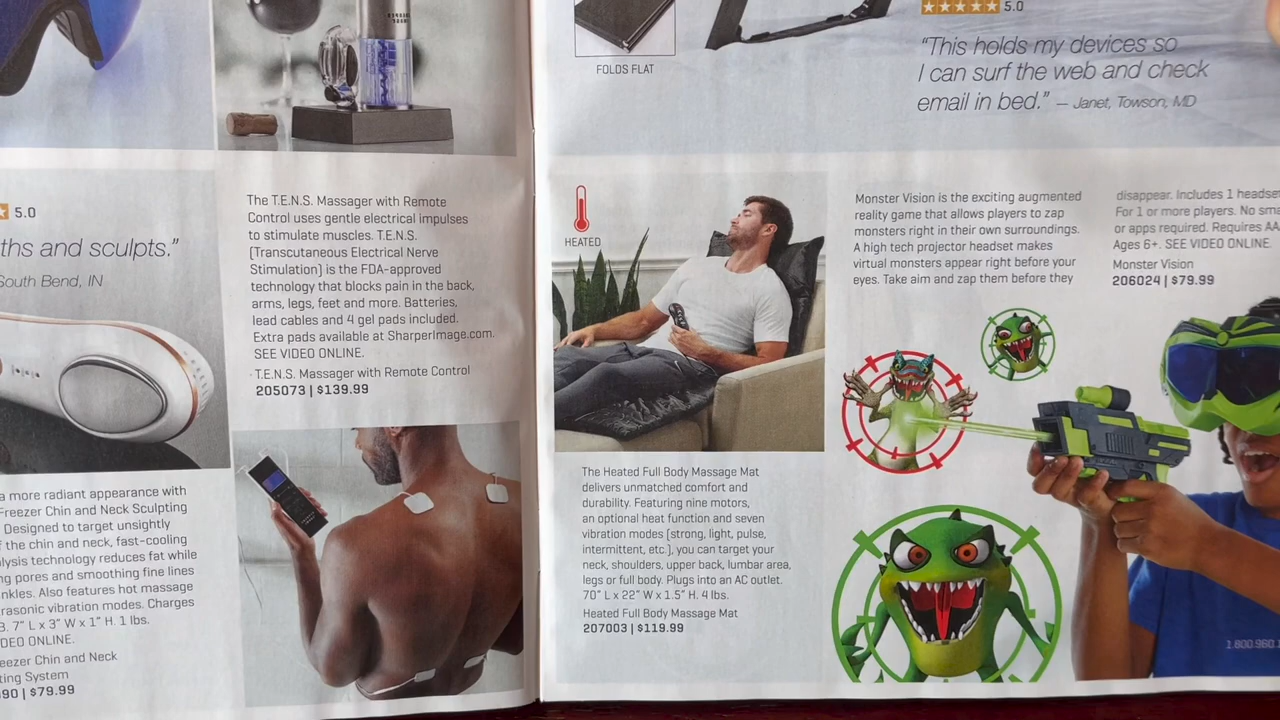 5.0
ths and sculpts.”
South Bend, IN
a more radiant appearance with
Freezer Chin and Neck Sculpting
Designed to target unsightly
f the chin and neck, fast-cooling
alysis technology reduces fat while
ng pores and smoothing fine lines
nkles. Also features hot massage
rasonic vibration modes. Charges
B. 7" L x 3" W x 1" H. 1 lbs.
DEO ONLINE.
eezer Chin and Neck
ting System
90 | $79.99
The T.E.N.S. Massager with Remote
Control uses gentle electrical impulses
to stimulate muscles. T.E.N.S.
(Transcutaneous Electrical Nerve
Stimulation) is the FDA-approved
technology that blocks pain in the back,
arms, legs, feet and more. Batteries,
lead cables and 4 gel pads included.
Extra pads available at SharperImage.com.
SEE VIDEO ONLINE.
T.E.N.S. Massager with Remote Control
205073 | $139.99
FOLDS FLAT
5.0
“This holds my devices so
I can surf the web and check
email in bed.” — Janet, Towson, MD
HEATED
The Heated Full Body Massage Mat
delivers unmatched comfort and
durability. Featuring nine motors,
an optional heat function and seven
vibration modes (strong, light, pulse,
intermittent, etc.), you can target your
neck, shoulders, upper back, lumbar area,
legs or full body. Plugs into an AC outlet.
70" L x 22" W x 1.5" H. 4 lbs.
Heated Full Body Massage Mat
207003 | $119.99
Monster Vision is the exciting augmented
reality game that allows players to zap
monsters right in their own surroundings.
A high tech projector headset makes
virtual monsters appear right before your
eyes. Take aim and zap them before they
disappear. Includes 1 headse
For 1 or more players. No sma
or apps required. Requires AA
Ages 6+. SEE VIDEO ONLINE.
Monster Vision
206024 | $79.99
1.800.960.1